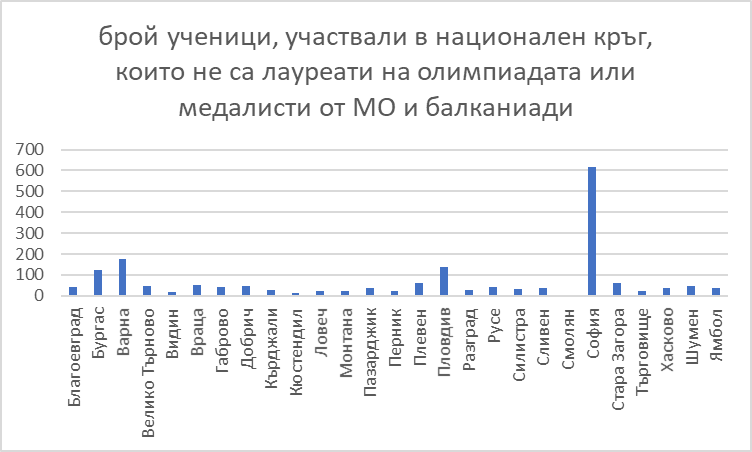 брой ученици, участвали в национален кръг,
които не са лауреати на олимпиадата или
медалисти от МО и балканиади
700
600
500
400
300
200
100
0
Благоевград
Бургас
Варна
Велико Търново
Видин
Враца
Габрово
Добрич
Кърджали
Кюстендил
Ловеч
Монтана
Пазарджик
Перник
Плевен
Пловдив
Разград
Русе
Силистра
Сливен
Смолян
София
Стара Загора
Търговище
Хасково
Шумен
Ямбол